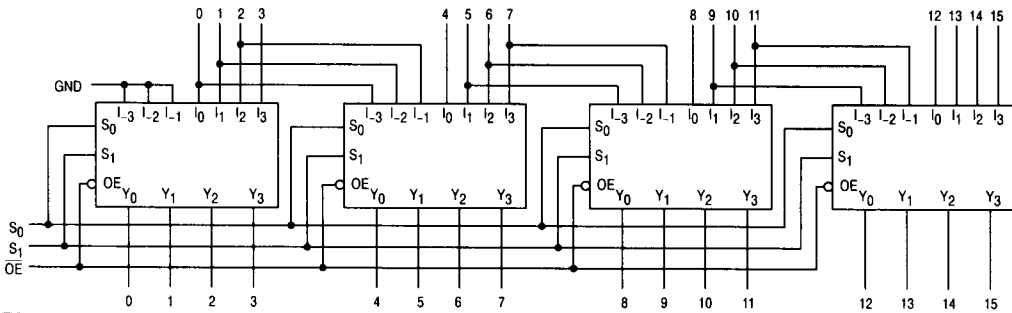 0 1 2 3 4 5 6 7 8 9 10 11 12 13 14 15
GND
I-3 I-2 I-1 I0 I1 I2 I3 I-3 I-2 I-1 I0 I1 I2 I3 I-3 I-2 I-1 I0 I1 I2 I3 I-3 I-2 I-1 I0 I1 I2 I3
S0 S0 S0 S0
S1 S1 S1 S1
OE OE OE OE
Y0 Y1 Y2 Y3 Y0 Y1 Y2 Y3 Y0 Y1 Y2 Y3 Y0 Y1 Y2 Y3
S0
S1
OE
0 1 2 3 4 5 6 7 8 9 10 11 12 13 14 15